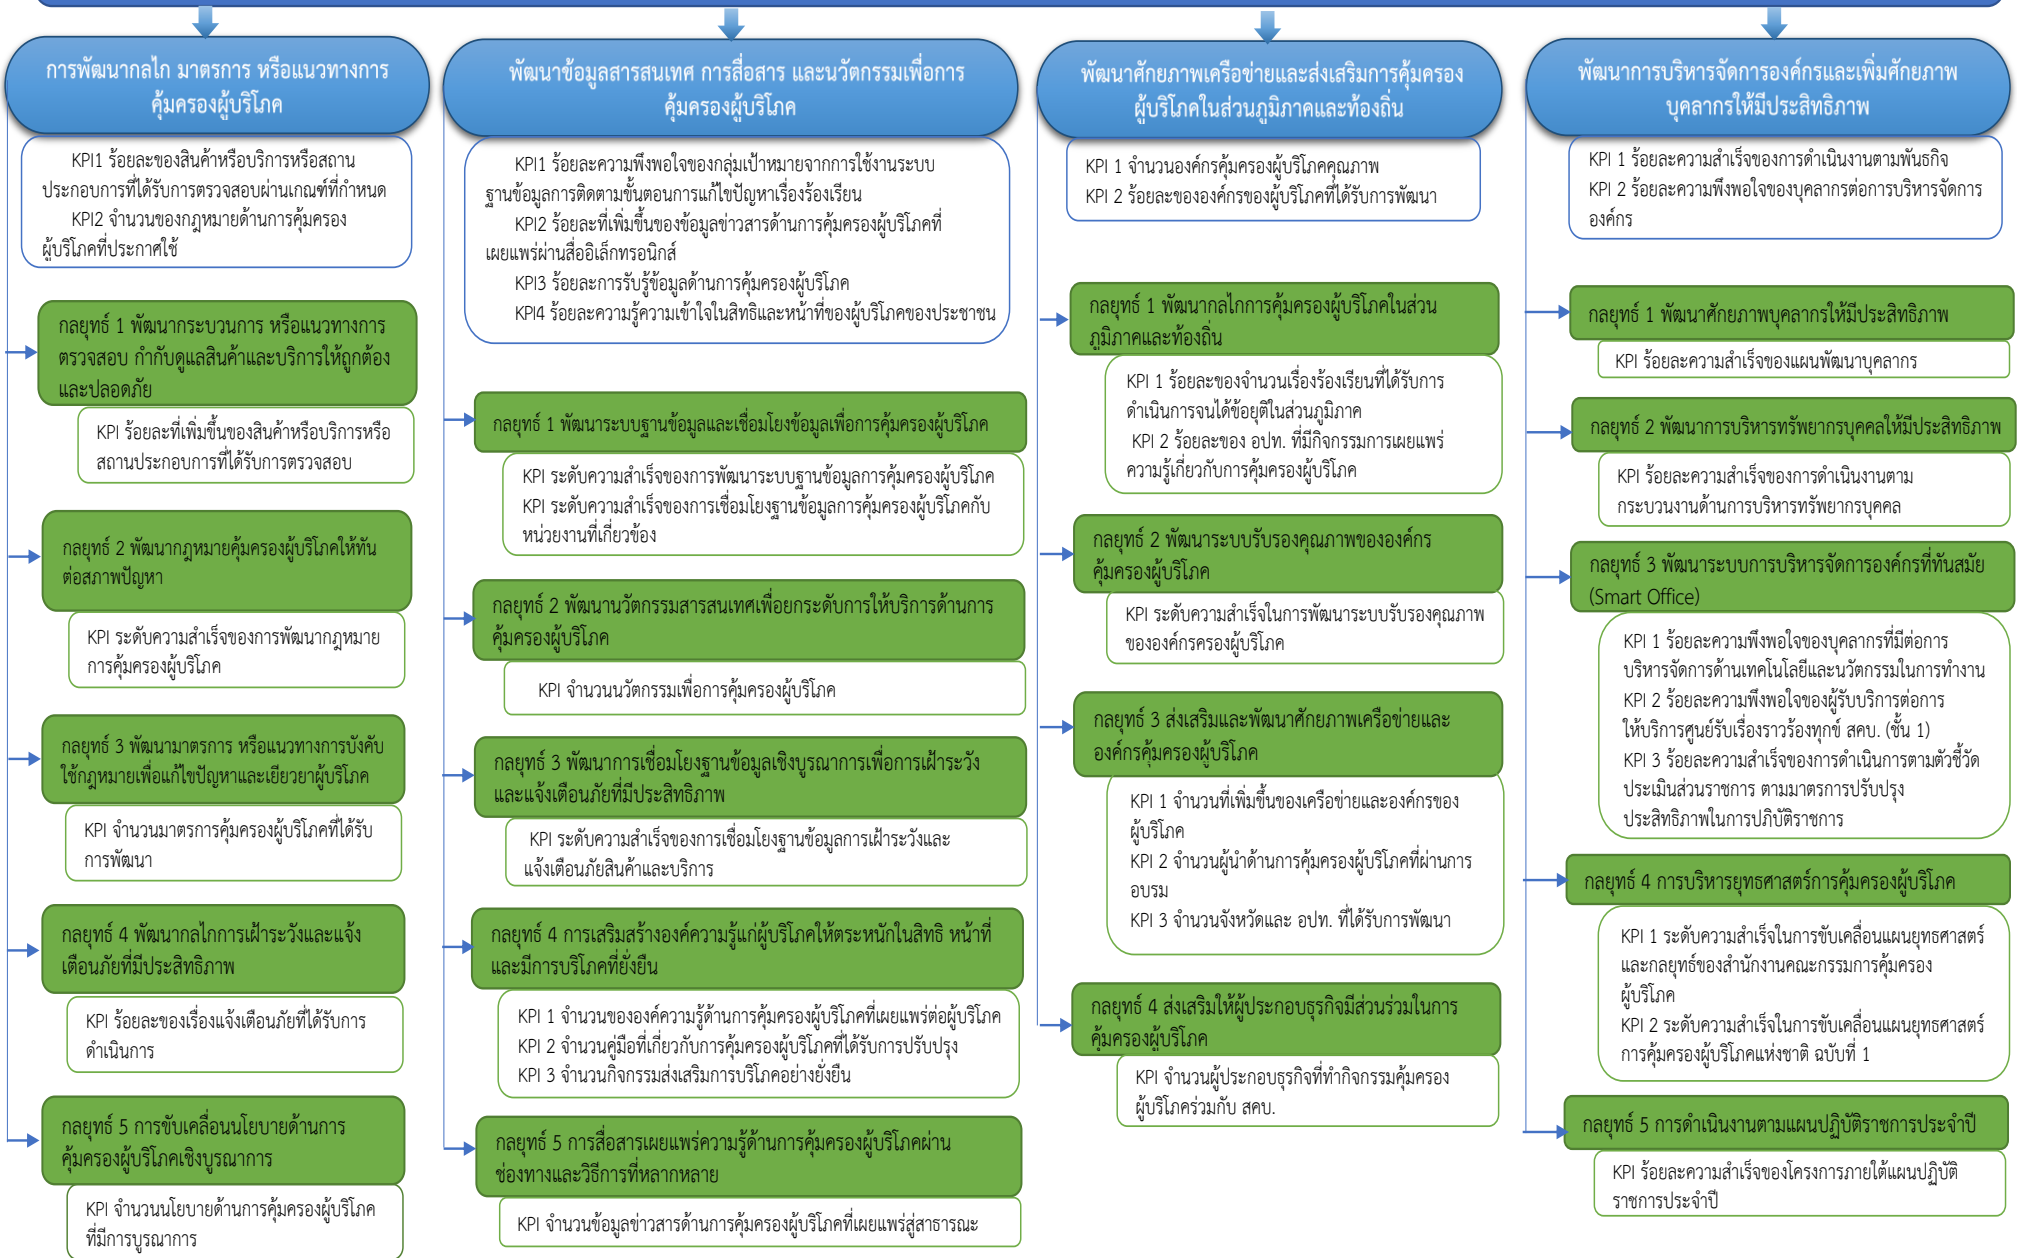 การพัฒนากลไก มาตรการ หรือแนวทางการ
คุ้มครองผู้บริโภค
KPI1 ร้อยละของสินค้าหรือบริการหรือสถาน
ประกอบการที่ได้รับการตรวจสอบผ่านเกณฑ์ที่กำหนด
KPI2 จำนวนของกฎหมายด้านการคุ้มครอง
ผู้บริโภคที่ประกาศใช้
กลยุทธ์ 1 พัฒนากระบวนการ หรือแนวทางการ
ตรวจสอบ กำกับดูแลสินค้าและบริการให้ถูกต้อง
และปลอดภัย
KPI ร้อยละที่เพิ่มขึ้นของสินค้าหรือบริการหรือ
สถานประกอบการที่ได้รับการตรวจสอบ
กลยุทธ์ 2 พัฒนากฎหมายคุ้มครองผู้บริโภคให้ทัน
ต่อสภาพปัญหา
KPI ระดับความสำเร็จของการพัฒนากฎหมาย
การคุ้มครองผู้บริโภค
กลยุทธ์ 3 พัฒนามาตรการ หรือแนวทางการบังคับ
ใช้กฎหมายเพื่อแก้ไขปัญหาและเยียวยาผู้บริโภค
KPI จำนวนมาตรการคุ้มครองผู้บริโภคที่ได้รับ
การพัฒนา
กลยุทธ์ 4 พัฒนากลไกการเฝ้าระวังและแจ้ง
เตือนภัยที่มีประสิทธิภาพ
KPI ร้อยละของเรื่องแจ้งเตือนภัยที่ได้รับการ
ดำเนินการ
กลยุทธ์ 5 การขับเคลื่อนนโยบายด้านการ
คุ้มครองผู้บริโภคเชิงบูรณาการ
KPI จำนวนนโยบายด้านการคุ้มครองผู้บริโภค
ที่มีการบูรณาการ
พัฒนาข้อมูลสารสนเทศ การสื่อสาร และนวัตกรรมเพื่อการ
คุ้มครองผู้บริโภค
KPI1 ร้อยละความพึงพอใจของกลุ่มเป้าหมายจากการใช้งานระบบ
ฐานข้อมูลการติดตามขั้นตอนการแก้ไขปัญหาเรื่องร้องเรียน
KPI2 ร้อยละที่เพิ่มขึ้นของข้อมูลข่าวสารด้านการคุ้มครองผู้บริโภคที่
เผยแพร่ผ่านสื่ออิเล็กทรอนิกส์
KPI3 ร้อยละการรับรู้ข้อมูลด้านการคุ้มครองผู้บริโภค
KPI4 ร้อยละความรู้ความเข้าใจในสิทธิและหน้าที่ของผู้บริโภคของประชาชน
กลยุทธ์ 1 พัฒนาระบบฐานข้อมูลและเชื่อมโยงข้อมูลเพื่อการคุ้มครองผู้บริโภค
KPI ระดับความสำเร็จของการพัฒนาระบบฐานข้อมูลการคุ้มครองผู้บริโภค
KPI ระดับความสำเร็จของการเชื่อมโยงฐานข้อมูลการคุ้มครองผู้บริโภคกับ
หน่วยงานที่เกี่ยวข้อง
กลยุทธ์ 2 พัฒนานวัตกรรมสารสนเทศเพื่อยกระดับการให้บริการด้านการ
คุ้มครองผู้บริโภค
KPI จำนวนนวัตกรรมเพื่อการคุ้มครองผู้บริโภค
กลยุทธ์ 3 พัฒนาการเชื่อมโยงฐานข้อมูลเชิงบูรณาการเพื่อการเฝ้าระวัง
และแจ้งเตือนภัยที่มีประสิทธิภาพ
KPI ระดับความสำเร็จของการเชื่อมโยงฐานข้อมูลการเฝ้าระวังและ
แจ้งเตือนภัยสินค้าและบริการ
กลยุทธ์ 4 การเสริมสร้างองค์ความรู้แก่ผู้บริโภคให้ตระหนักในสิทธิ หน้าที่
และมีการบริโภคที่ยั่งยืน
KPI 1 จำนวนขององค์ความรู้ด้านการคุ้มครองผู้บริโภคที่เผยแพร่ต่อผู้บริโภค
KPI 2 จำนวนคู่มือที่เกี่ยวกับการคุ้มครองผู้บริโภคที่ได้รับการปรับปรุง
KPI 3 จำนวนกิจกรรมส่งเสริมการบริโภคอย่างยั่งยืน
กลยุทธ์ 5 การสื่อสารเผยแพร่ความรู้ด้านการคุ้มครองผู้บริโภคผ่าน
ช่องทางและวิธีการที่หลากหลาย
KPI จำนวนข้อมูลข่าวสารด้านการคุ้มครองผู้บริโภคที่เผยแพร่สู่สาธารณะ
พัฒนาศักยภาพเครือข่ายและส่งเสริมการคุ้มครอง
ผู้บริโภคในส่วนภูมิภาคและท้องถิ่น
KPI 1 จำนวนองค์กรคุ้มครองผู้บริโภคคุณภาพ
KPI 2 ร้อยละขององค์กรของผู้บริโภคที่ได้รับการพัฒนา
กลยุทธ์ 1 พัฒนากลไกการคุ้มครองผู้บริโภคในส่วน
ภูมิภาคและท้องถิ่น
KPI 1 ร้อยละของจำนวนเรื่องร้องเรียนที่ได้รับการ
ดำเนินการจนได้ข้อยุติในส่วนภูมิภาค
KPI 2 ร้อยละของ อปท. ที่มีกิจกรรมการเผยแพร่
ความรู้เกี่ยวกับการคุ้มครองผู้บริโภค
กลยุทธ์ 2 พัฒนาระบบรับรองคุณภาพขององค์กร
คุ้มครองผู้บริโภค
KPI ระดับความสำเร็จในการพัฒนาระบบรับรองคุณภาพ
ขององค์กรครองผู้บริโภค
กลยุทธ์ 3 ส่งเสริมและพัฒนาศักยภาพเครือข่ายและ
องค์กรคุ้มครองผู้บริโภค
KPI 1 จำนวนที่เพิ่มขึ้นของเครือข่ายและองค์กรของ
ผู้บริโภค
KPI 2 จำนวนผู้นำด้านการคุ้มครองผู้บริโภคที่ผ่านการ
อบรม
KPI 3 จำนวนจังหวัดและ อปท. ที่ได้รับการพัฒนา
กลยุทธ์ 4 ส่งเสริมให้ผู้ประกอบธุรกิจมีส่วนร่วมในการ
คุ้มครองผู้บริโภค
KPI จำนวนผู้ประกอบธุรกิจที่ทำกิจกรรมคุ้มครอง
ผู้บริโภคร่วมกับ สคบ.
พัฒนาการบริหารจัดการองค์กรและเพิ่มศักยภาพ
บุคลากรให้มีประสิทธิภาพ
KPI 1 ร้อยละความสำเร็จของการดำเนินงานตามพันธกิจ
KPI 2 ร้อยละความพึงพอใจของบุคลากรต่อการบริหารจัดการ
องค์กร
กลยุทธ์ 1 พัฒนาศักยภาพบุคลากรให้มีประสิทธิภาพ
KPI ร้อยละความสำเร็จของแผนพัฒนาบุคลากร
กลยุทธ์ 2 พัฒนาการบริหารทรัพยากรบุคคลให้มีประสิทธิภาพ
KPI ร้อยละความสำเร็จของการดำเนินงานตาม
กระบวนงานด้านการบริหารทรัพยากรบุคคล
กลยุทธ์ 3 พัฒนาระบบการบริหารจัดการองค์กรที่ทันสมัย
(Smart Office)
KPI 1 ร้อยละความพึงพอใจของบุคลากรที่มีต่อการ
บริหารจัดการด้านเทคโนโลยีและนวัตกรรมในการทำงาน
KPI 2 ร้อยละความพึงพอใจของผู้รับบริการต่อการ
ให้บริการศูนย์รับเรื่องราวร้องทุกข์ สคบ. (ชั้น 1)
KPI 3 ร้อยละความสำเร็จของการดำเนินการตามตัวชี้วัด
ประเมินส่วนราชการ ตามมาตรการปรับปรุง
ประสิทธิภาพในการปฏิบัติราชการ
กลยุทธ์ 4 การบริหารยุทธศาสตร์การคุ้มครองผู้บริโภค
KPI 1 ระดับความสำเร็จในการขับเคลื่อนแผนยุทธศาสตร์
และกลยุทธ์ของสำนักงานคณะกรรมการคุ้มครอง
ผู้บริโภค
KPI 2 ระดับความสำเร็จในการขับเคลื่อนแผนยุทธศาสตร์
การคุ้มครองผู้บริโภคแห่งชาติ ฉบับที่ 1
กลยุทธ์ 5 การดำเนินงานตามแผนปฏิบัติราชการประจำปี
KPI ร้อยละความสำเร็จของโครงการภายใต้แผนปฏิบัติ
ราชการประจำปี